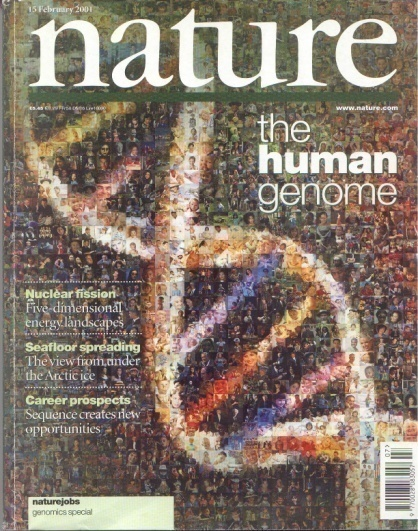 15 February 2001
nature
www.nature.com
the
human
genome
Nuclear fission
Five-dimensional
energy landscapes
Seafloor spreading
The view from under
the Arctic ice
Career prospects
Sequence creates new
opportunities
naturejobs
genomics special
07